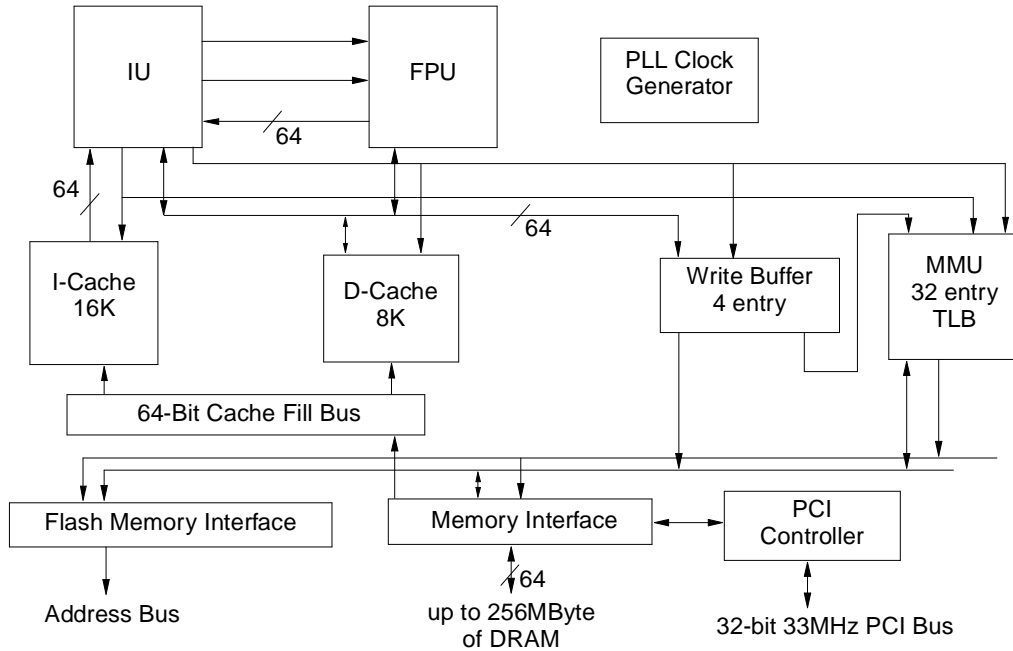 IU
FPU
PLL Clock
Generator
64
64
64
I-Cache
16K
D-Cache
8K
Write Buffer
4 entry
MMU
32 entry
TLB
64-Bit Cache Fill Bus
Flash Memory Interface
Memory Interface
PCI
Controller
64
Address Bus
up to 256MByte
of DRAM
32-bit 33MHz PCI Bus